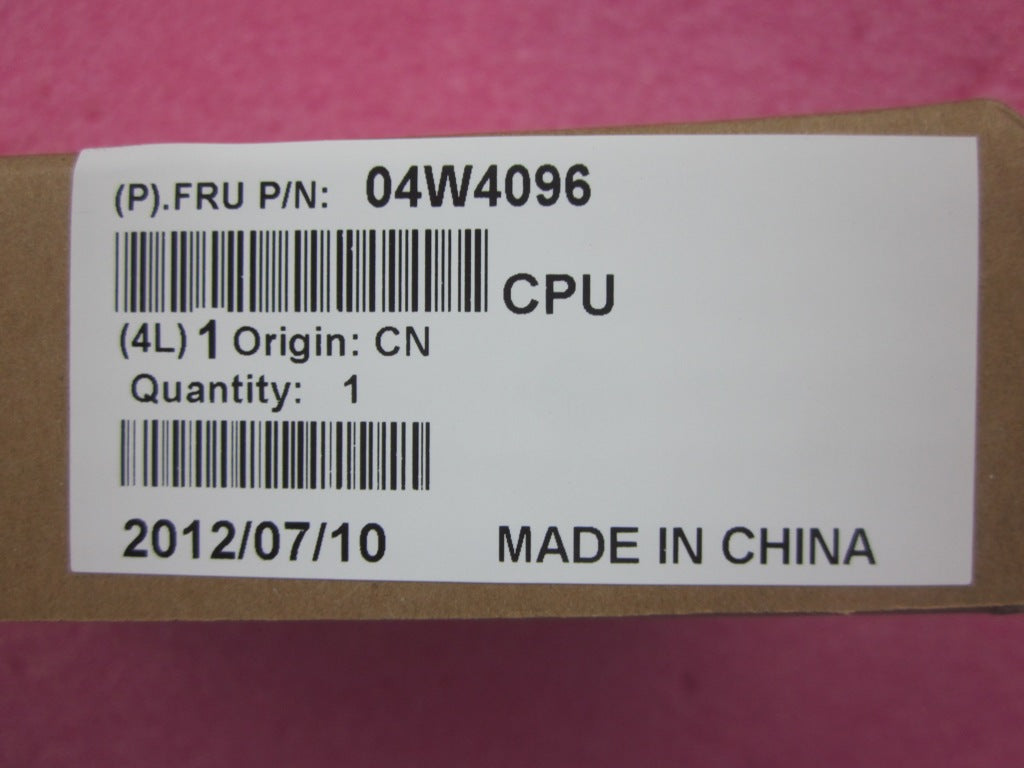 (P).FRU P/N: 04W4096
CPU
(4L) 1 Origin: CN
Quantity: 1
2012/07/10 MADE IN CHINA